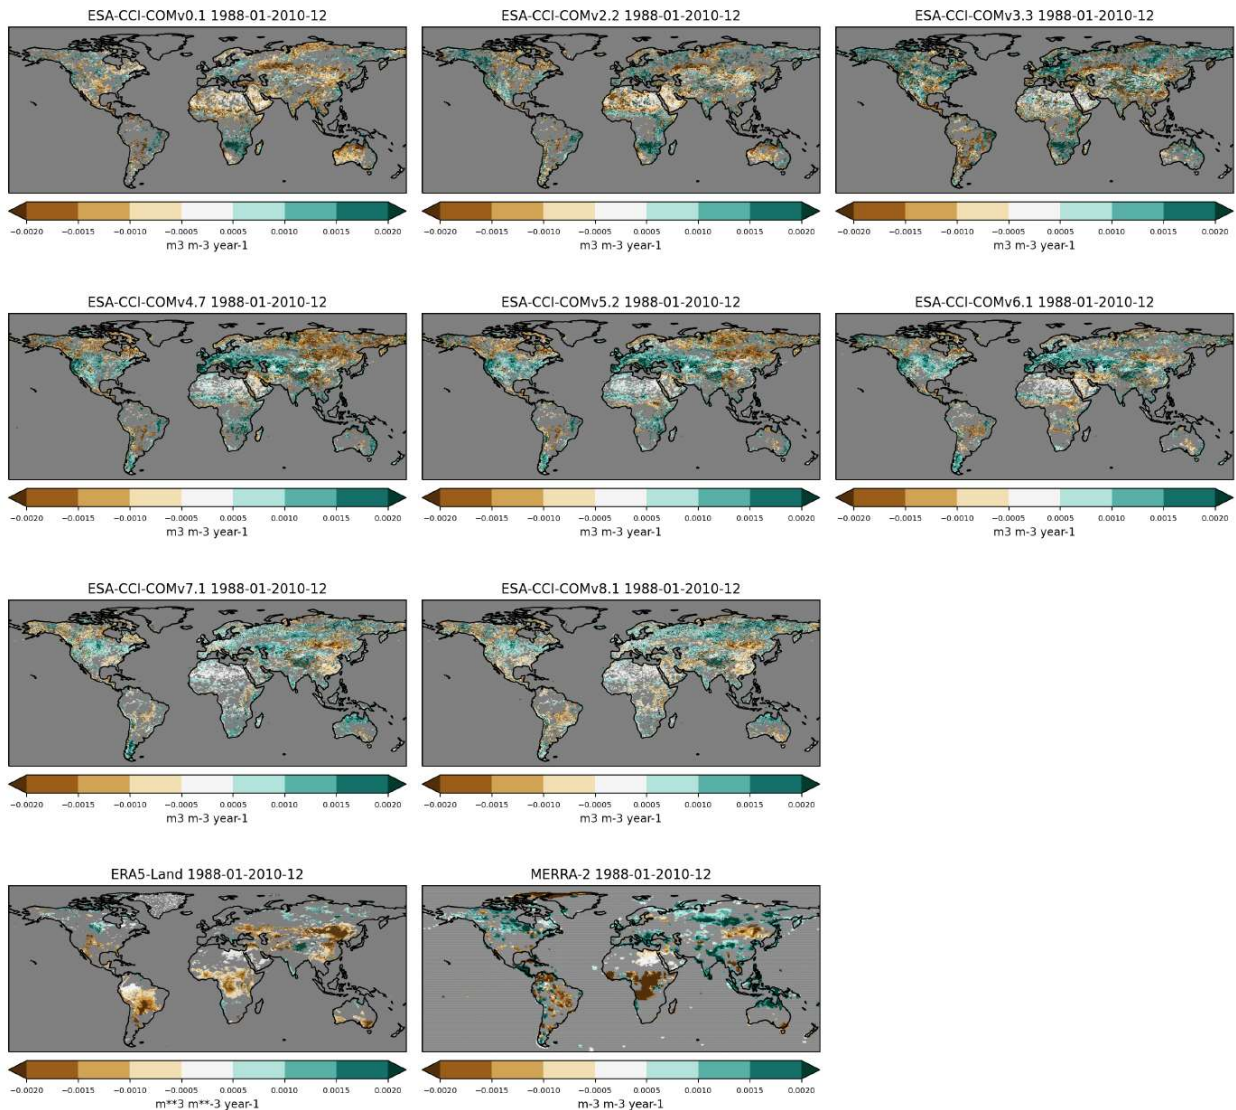 ESA-CCI-COMv0.1 1988-01-2010-12
ESA-CCI-COMv2.2 1988-01-2010-12
ESA-CCI-COMv3.3 1988-01-2010-12
−0.0020 −0.0015 −0.0010 −0.0005 0.0005 0.0010 0.0015 0.0020
−0.0020 −0.0015 −0.0010 −0.0005 0.0005 0.0010 0.0015 0.0020
−0.0020 −0.0015 −0.0010 −0.0005 0.0005 0.0010 0.0015 0.0020
m3 m-3 year-1
m3 m-3 year-1
m3 m-3 year-1
ESA-CCI-COMv4.7 1988-01-2010-12
ESA-CCI-COMv5.2 1988-01-2010-12
ESA-CCI-COMv6.1 1988-01-2010-12
−0.0020 −0.0015 −0.0010 −0.0005 0.0005 0.0010 0.0015 0.0020
−0.0020 −0.0015 −0.0010 −0.0005 0.0005 0.0010 0.0015 0.0020
−0.0020 −0.0015 −0.0010 −0.0005 0.0005 0.0010 0.0015 0.0020
m3 m-3 year-1
m3 m-3 year-1
m3 m-3 year-1
ESA-CCI-COMv7.1 1988-01-2010-12
ESA-CCI-COMv8.1 1988-01-2010-12
−0.0020 −0.0015 −0.0010 −0.0005 0.0005 0.0010 0.0015 0.0020
−0.0020 −0.0015 −0.0010 −0.0005 0.0005 0.0010 0.0015 0.0020
m3 m-3 year-1
m3 m-3 year-1
ERA5-Land 1988-01-2010-12
MERRA-2 1988-01-2010-12
−0.0020 −0.0015 −0.0010 −0.0005 0.0005 0.0010 0.0015 0.0020
−0.0020 −0.0015 −0.0010 −0.0005 0.0005 0.0010 0.0015 0.0020
m**3 m**-3 year-1
m-3 m-3 year-1